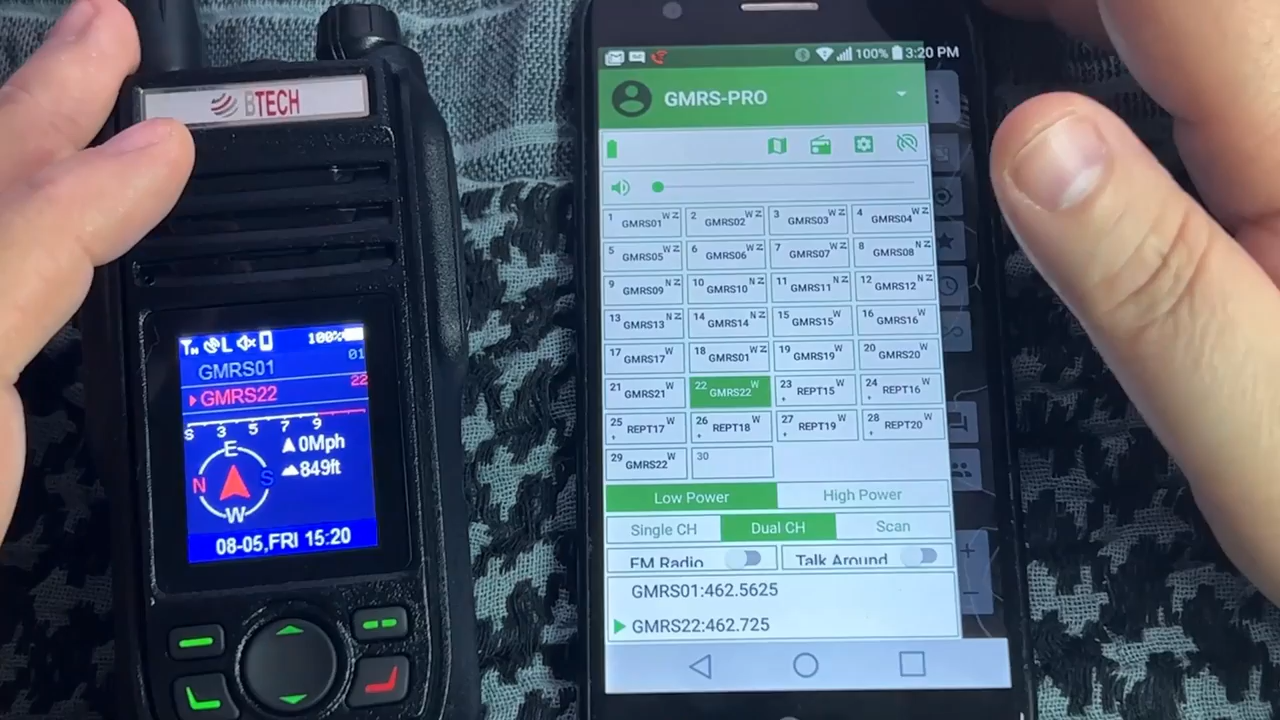 BTECH
100%
GMRS01 01
GMRS22 22
S 3 5 7 9
E
N S
W
0Mph
849ft
08-05,FRI 15:20
100% 3:20 PM
GMRS-PRO
1 GMRS01 W Z 2 GMRS02 W Z 3 GMRS03 W Z 4 GMRS04 W Z
5 GMRS05 W Z 6 GMRS06 W Z 7 GMRS07 W Z 8 GMRS08 N Z
9 GMRS09 N Z 10 GMRS10 N Z 11 GMRS11 N Z 12 GMRS12 N Z
13 GMRS13 N Z 14 GMRS14 N Z 15 GMRS15 W 16 GMRS16 W
17 GMRS17 W 18 GMRS01 W Z 19 GMRS19 W 20 GMRS20 W
21 GMRS21 W 22 GMRS22 W 23 + REPT15 W 24 + REPT16 W
25 + REPT17 W 26 + REPT18 W 27 + REPT19 W 28 + REPT20 W
29 GMRS22 W 30
Low Power High Power
Single CH Dual CH Scan
FM Radio Talk Around
GMRS01:462.5625
GMRS22:462.725